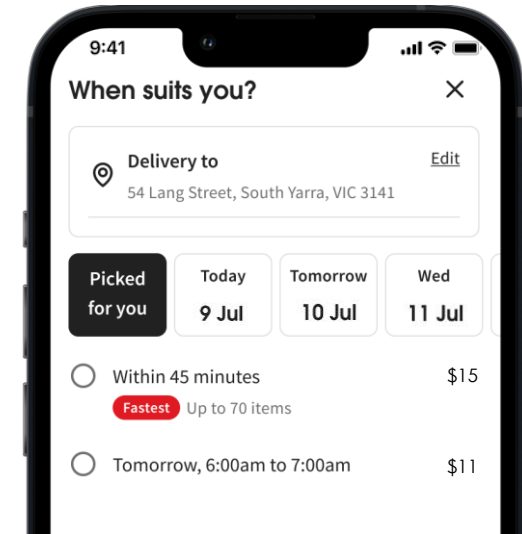 9:41
When suits you?
Delivery to
Edit
54 Lang Street, South Yarra, VIC 3141
Picked
for you
Today
9 Jul
Tomorrow
10 Jul
Wed
11 Jul
Within 45 minutes
$15
Fastest Up to 70 items
Tomorrow, 6:00am to 7:00am
$11